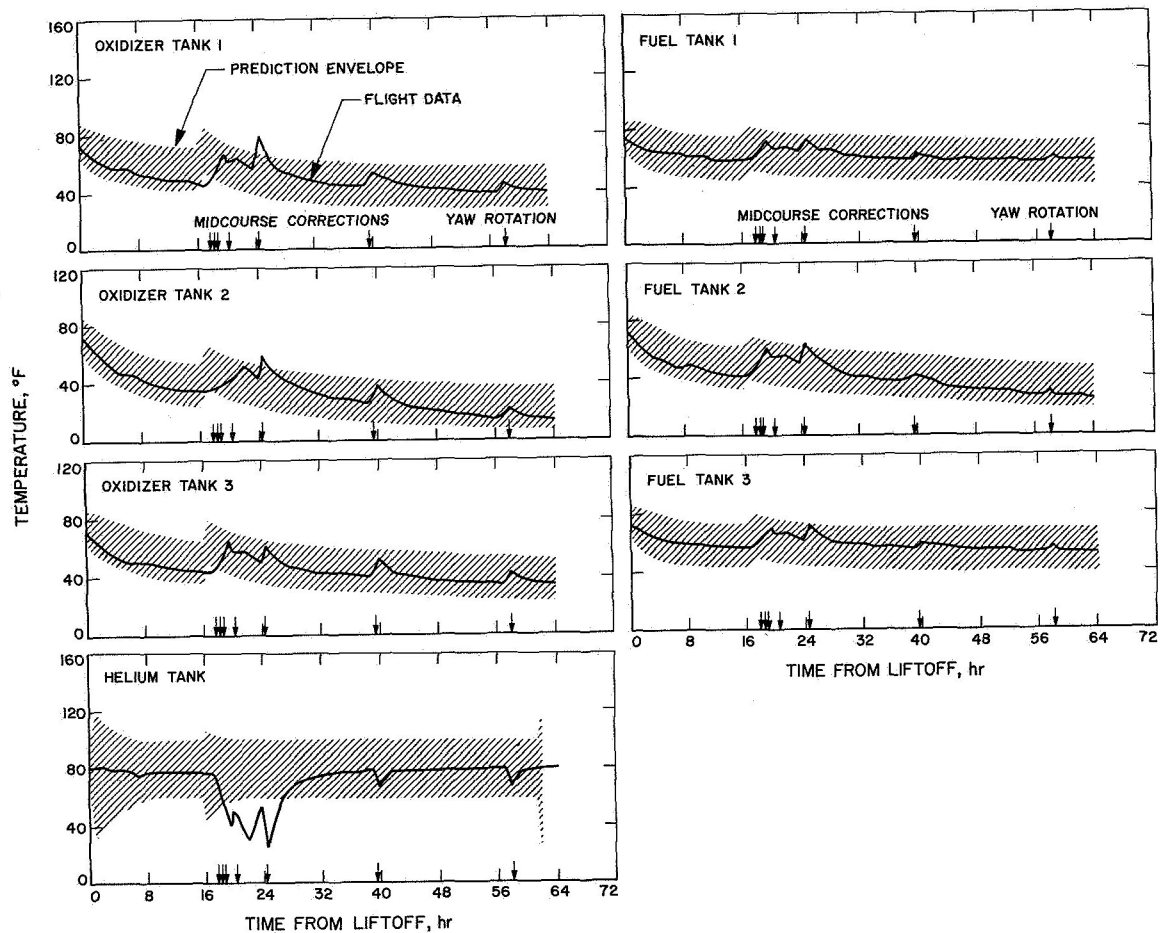 TEMPERATURE, °F
160
120
80
40
0
OXIDIZER TANK 1
PREDICTION ENVELOPE
FLIGHT DATA
MIDCOURSE CORRECTIONS
YAW ROTATION
FUEL TANK 1
MIDCOURSE CORRECTIONS
YAW ROTATION
120
80
40
0
OXIDIZER TANK 2
FUEL TANK 2
120
80
40
0
OXIDIZER TANK 3
FUEL TANK 3
0 8 16 24 32 40 48 56 64 72
TIME FROM LIFTOFF, hr
160
120
80
40
0
HELIUM TANK
0 8 16 24 32 40 48 56 64 72
TIME FROM LIFTOFF, hr